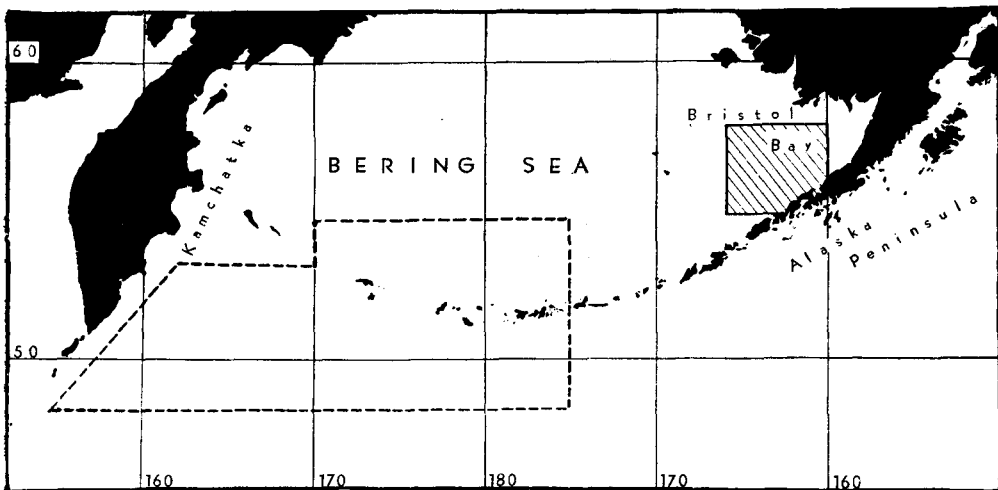 60
Bristol
Bay
BERING SEA
Kamchatka
Alaska
Peninsula
50
160
170
180
170
160